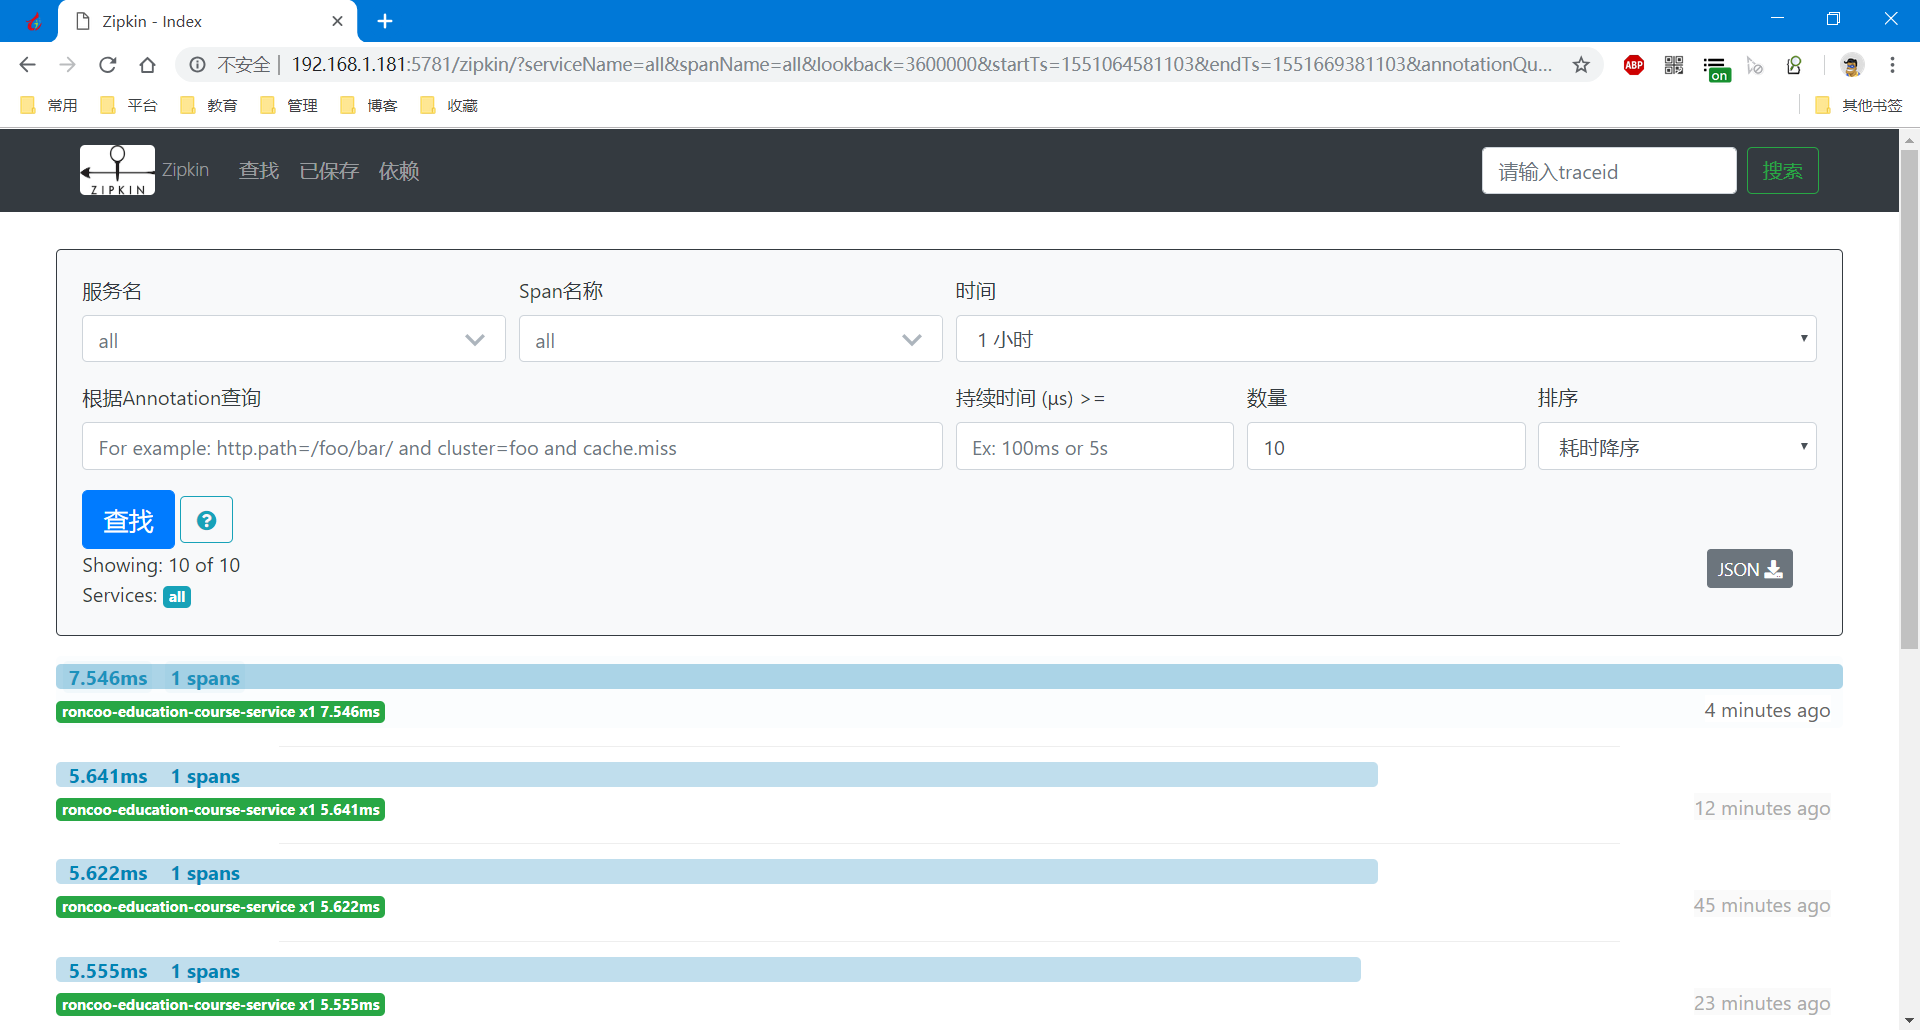 Zipkin - Index
不安全 | 192.168.1.181:5781/zipkin/?serviceName=all&spanName=all&lookback=3600000&startTs=1551064581103&endTs=1551669381103&annotationQu...
ABP
on
常用 平台 教育 管理 博客 收藏 其他书签
ZIPKIN Zipkin 查找 已保存 依赖 请输入traceid 搜索
服务名 Span名称 时间
all all 1 小时
根据Annotation查询 持续时间 (μs) >= 数量 排序
For example: http.path=/foo/bar/ and cluster=foo and cache.miss Ex: 100ms or 5s 10 耗时降序
查找 ?
Showing: 10 of 10
JSON
Services: all
7.546ms 1 spans
roncoo-education-course-service x1 7.546ms 4 minutes ago
5.641ms 1 spans
roncoo-education-course-service x1 5.641ms 12 minutes ago
5.622ms 1 spans
roncoo-education-course-service x1 5.622ms 45 minutes ago
5.555ms 1 spans
roncoo-education-course-service x1 5.555ms 23 minutes ago